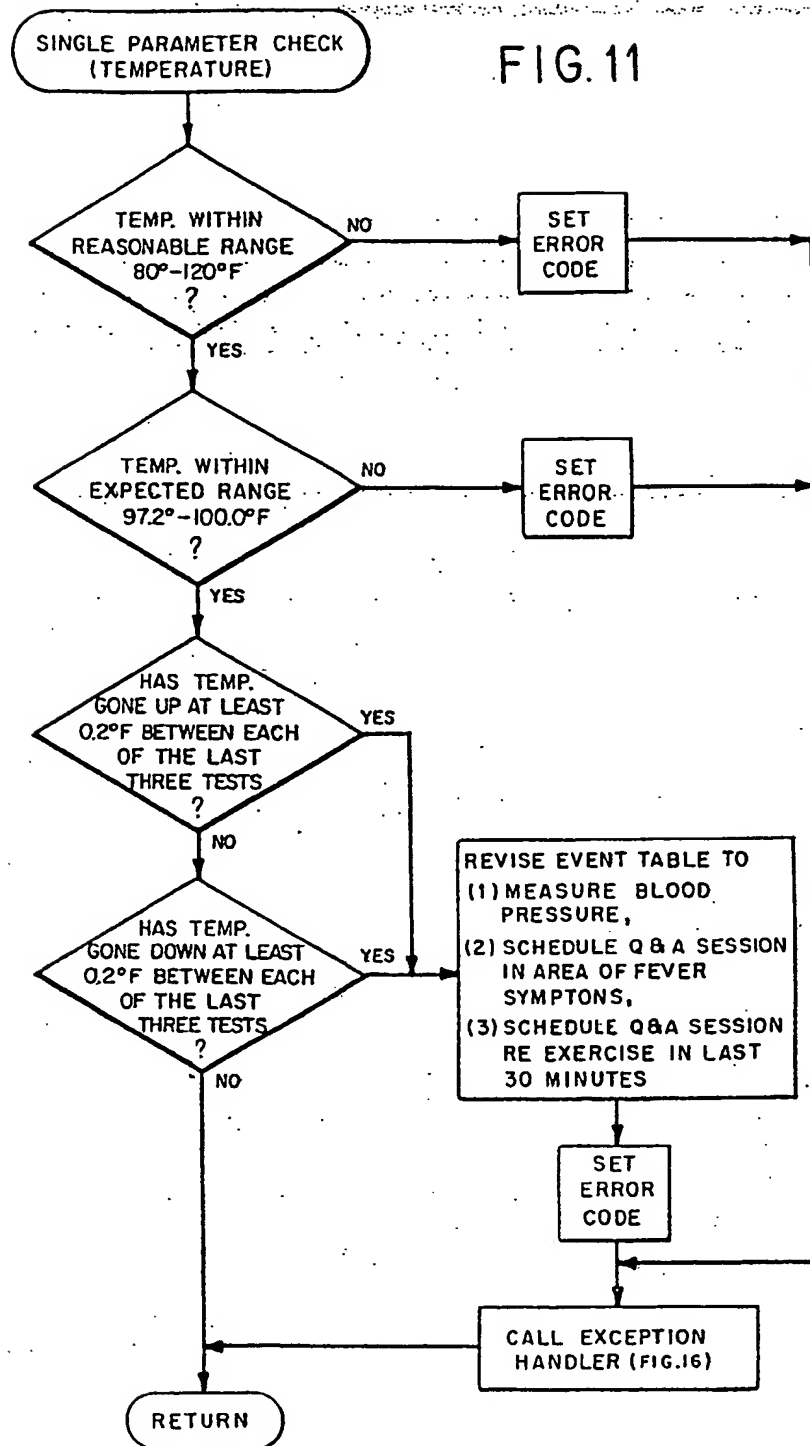 SINGLE PARAMETER CHECK
(TEMPERATURE)
FIG.11
TEMP. WITHIN
REASONABLE RANGE
80°-120°F
?
NO
SET
ERROR
CODE
YES
TEMP. WITHIN
EXPECTED RANGE
97.2°-100.0°F
?
NO
SET
ERROR
CODE
YES
HAS TEMP.
GONE UP AT LEAST
0.2°F BETWEEN EACH
OF THE LAST
THREE TESTS
?
YES
NO
HAS TEMP.
GONE DOWN AT LEAST
0.2°F BETWEEN EACH
OF THE LAST
THREE TESTS
?
YES
NO
REVISE EVENT TABLE TO
(1) MEASURE BLOOD
PRESSURE,
(2) SCHEDULE Q & A SESSION
IN AREA OF FEVER
SYMPTONS,
(3) SCHEDULE Q&A SESSION
RE EXERCISE IN LAST
30 MINUTES
SET
ERROR
CODE
CALL EXCEPTION
HANDLER (FIG.16)
RETURN